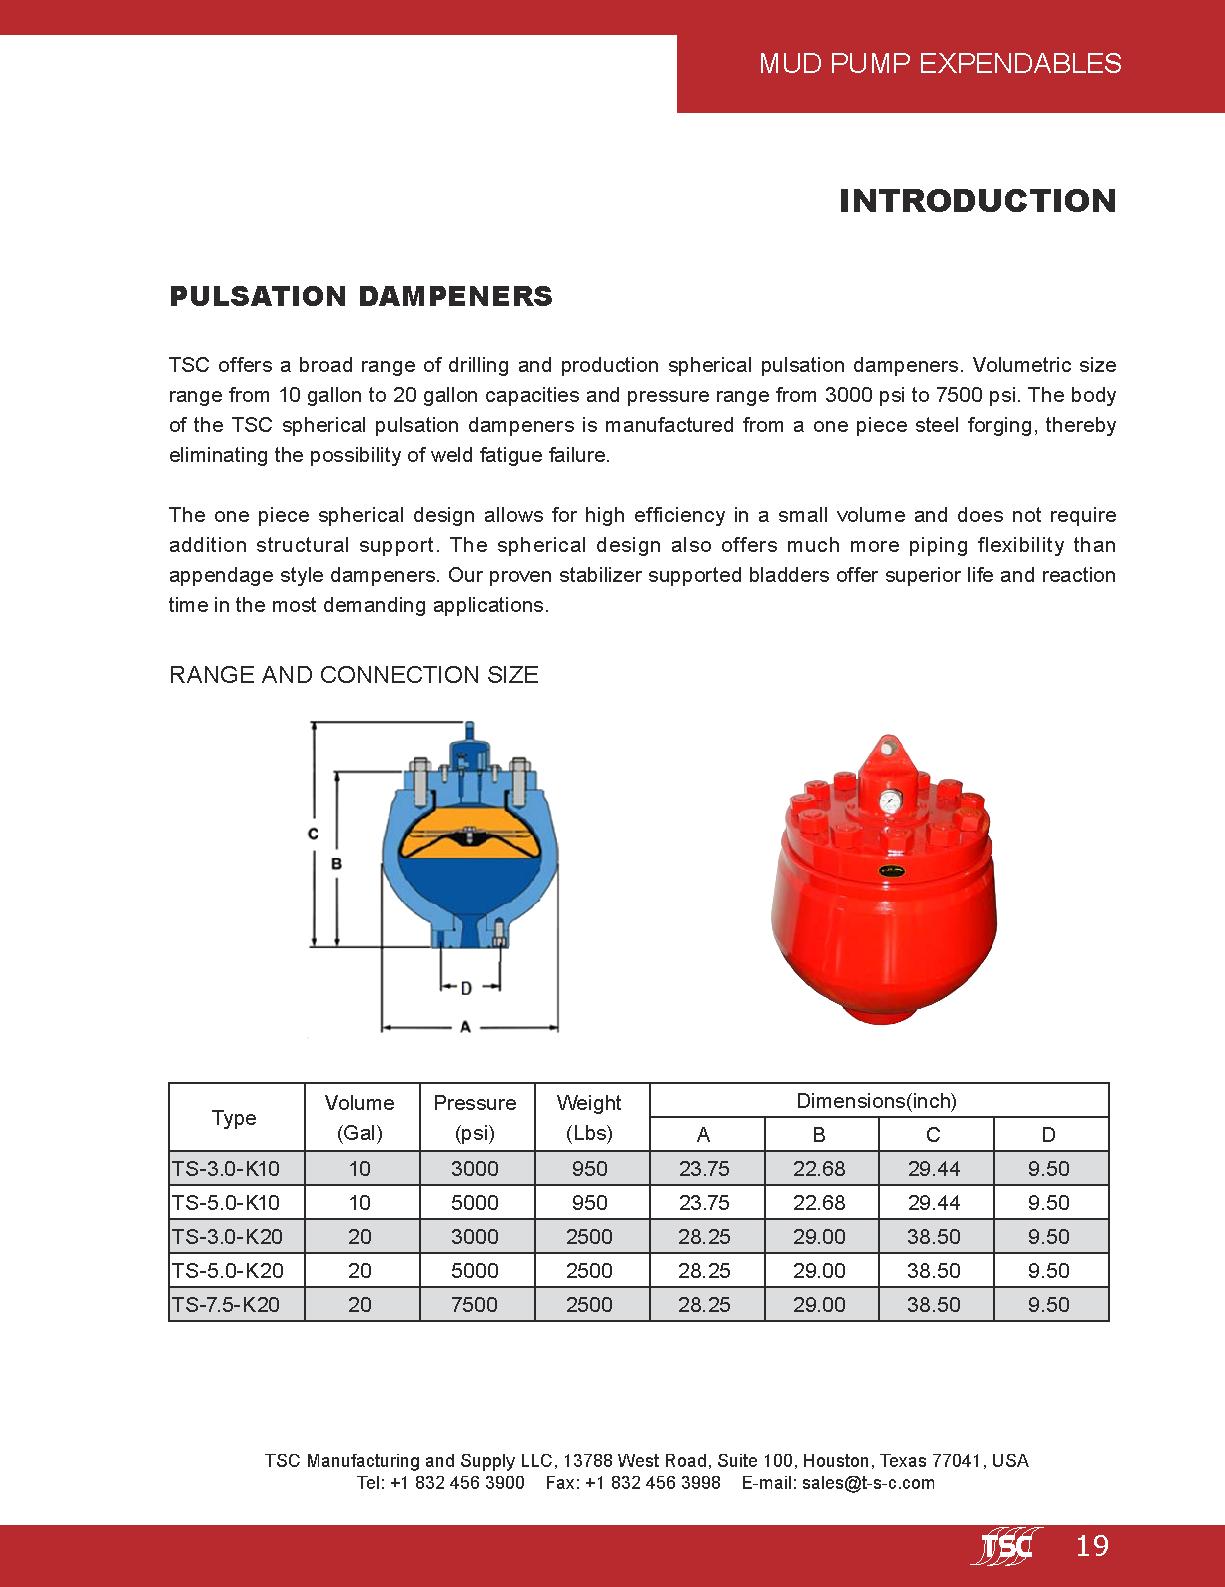 MUD PUMP EXPENDABLES
INTRODUCTION
PULSATION DAMPENERS
TSC offers a broad range of drilling and production spherical pulsation dampeners. Volumetric size
range from 10 gallon to 20 gallon capacities and pressure range from 3000 psi to 7500 psi. The body
of the TSC spherical pulsation dampeners is manufactured from a one piece steel forging, thereby
eliminating the possibility of weld fatigue failure.
The one piece spherical design allows for high efficiency in a small volume and does not require
addition structural support. The spherical design also offers much more piping flexibility than
appendage style dampeners. Our proven stabilizer supported bladders offer superior life and reaction
time in the most demanding applications.
RANGE AND CONNECTION SIZE
C
B
D
A
Type Volume (Gal) Pressure (psi) Weight (Lbs) Dimensions(inch)
A B C D
TS-3.0-K10 10 3000 950 23.75 22.68 29.44 9.50
TS-5.0-K10 10 5000 950 23.75 22.68 29.44 9.50
TS-3.0-K20 20 3000 2500 28.25 29.00 38.50 9.50
TS-5.0-K20 20 5000 2500 28.25 29.00 38.50 9.50
TS-7.5-K20 20 7500 2500 28.25 29.00 38.50 9.50
TSC Manufacturing and Supply LLC, 13788 West Road, Suite 100, Houston, Texas 77041, USA
Tel: +1 832 456 3900 Fax: +1 832 456 3998 E-mail: sales@t-s-c.com
TSC 19